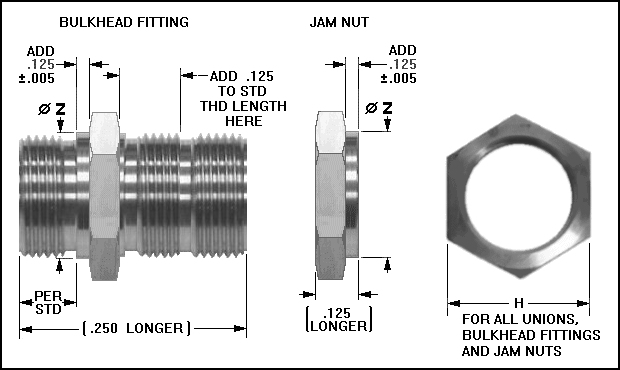 BULKHEAD FITTING
JAM NUT
ADD
.125
±.005
ADD .125
TO STD
THD LENGTH
HERE
ADD
.125
±.005
Ø Z
Ø Z
PER
STD
(.250 LONGER)
(.125
LONGER)
H
FOR ALL UNIONS,
BULKHEAD FITTINGS
AND JAM NUTS